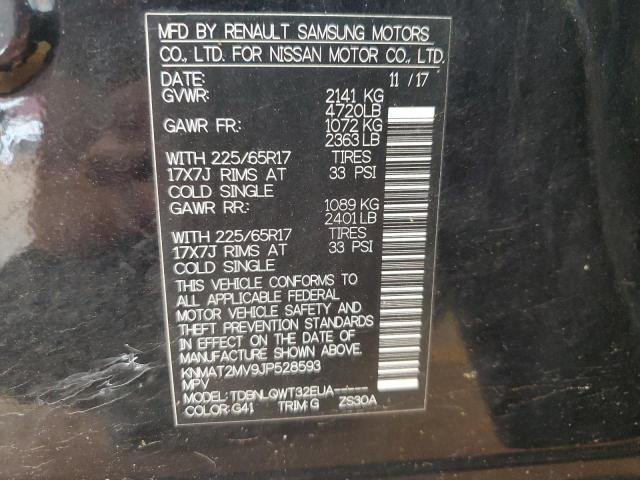 MFD BY RENAULT SAMSUNG MOTORS
CO., LTD. FOR NISSAN MOTOR CO., LTD.
DATE: 11 / 17
GVWR: 2141 KG
4720LB
GAWR FR: 1072 KG
2363 LB
WITH 225/65R17 TIRES
17X7J RIMS AT 33 PSI
COLD SINGLE
GAWR RR: 1089 KG
2401 LB
WITH 225/65R17 TIRES
17X7J RIMS AT 33 PSI
COLD SINGLE
THIS VEHICLE CONFORMS TO
ALL APPLICABLE FEDERAL
MOTOR VEHICLE SAFETY AND
THEFT PREVENTION STANDARDS
IN EFFECT ON THE DATE OF
MANUFACTURE SHOWN ABOVE.
KNMAT2MV9JP528593
MPV
MODEL: TDBNLQWT32EUA-----
COLOR: G41 TRIM: G ZS30A